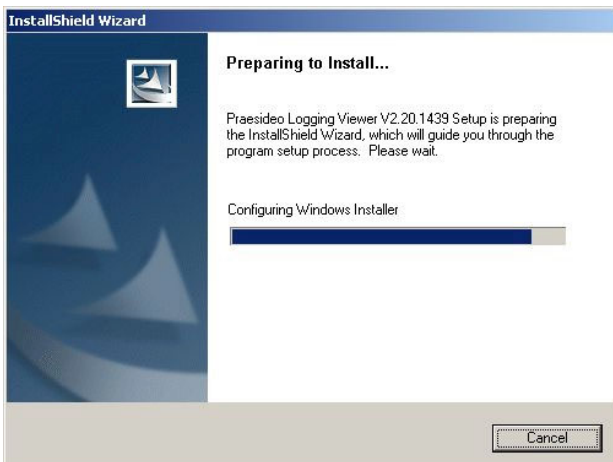 InstallShield Wizard
Preparing to Install...
Praesideo Logging Viewer V2.20.1439 Setup is preparing
the InstallShield Wizard, which will guide you through the
program setup process. Please wait.
Configuring Windows Installer
Cancel